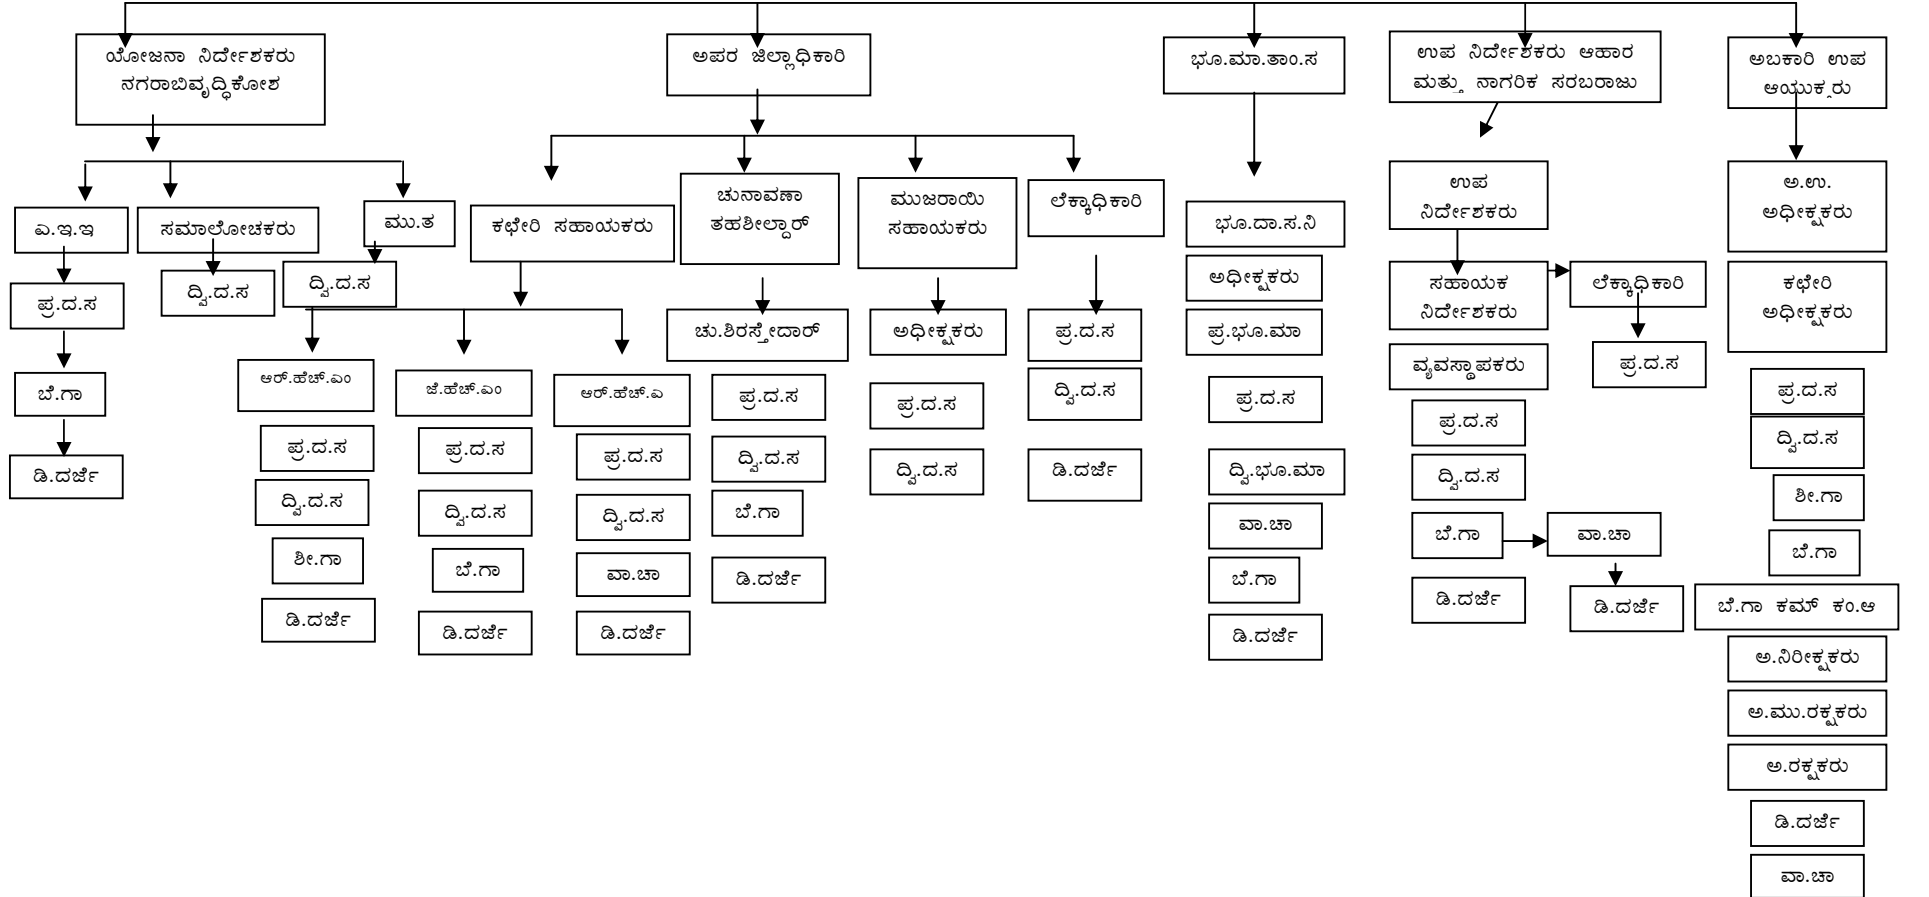 ಯೋಜನಾ ನಿರ್ದೇಶಕರು
ನಗರಾಬಿವೃದ್ಧಿಕೋಶ
ಅಪರ ಜಿಲ್ಲಾಧಿಕಾರಿ
ಭೂ.ಮಾ.ತಾಂ.ಸ
ಉಪ ನಿರ್ದೇಶಕರು ಆಹಾರ
ಮತ್ತು ನಾಗರಿಕ ಸರಬರಾಜು
ಅಬಕಾರಿ ಉಪ
ಆಯುಕ್ತರು
ಎ.ಇ.ಇ
ಸಮಾಲೋಚಕರು
ಮು.ತ
ಪ್ರ.ದ.ಸ
ದ್ವಿ.ದ.ಸ
ದ್ವಿ.ದ.ಸ
ಬೆ.ಗಾ
ಡಿ.ದರ್ಜೆ
ಕಛೇರಿ ಸಹಾಯಕರು
ಚುನಾವಣಾ
ತಹಶೀಲ್ದಾರ್
ಮುಜರಾಯಿ
ಸಹಾಯಕರು
ಲೆಕ್ಕಾಧಿಕಾರಿ
ಆರ್.ಹೆಚ್.ಎಂ
ಪ್ರ.ದ.ಸ
ದ್ವಿ.ದ.ಸ
ಶೀ.ಗಾ
ಡಿ.ದರ್ಜೆ
ಜೆ.ಹೆಚ್.ಎಂ
ಪ್ರ.ದ.ಸ
ದ್ವಿ.ದ.ಸ
ಬೆ.ಗಾ
ಡಿ.ದರ್ಜೆ
ಆರ್.ಹೆಚ್.ಎ
ಪ್ರ.ದ.ಸ
ದ್ವಿ.ದ.ಸ
ವಾ.ಚಾ
ಡಿ.ದರ್ಜೆ
ಚು.ಶಿರಸ್ತೇದಾರ್
ಪ್ರ.ದ.ಸ
ದ್ವಿ.ದ.ಸ
ಬೆ.ಗಾ
ಡಿ.ದರ್ಜೆ
ಅಧೀಕ್ಷಕರು
ಪ್ರ.ದ.ಸ
ದ್ವಿ.ದ.ಸ
ಪ್ರ.ದ.ಸ
ದ್ವಿ.ದ.ಸ
ಡಿ.ದರ್ಜೆ
ಭೂ.ದಾ.ಸ.ನಿ
ಅಧೀಕ್ಷಕರು
ಪ್ರ.ಭೂ.ಮಾ
ಪ್ರ.ದ.ಸ
ದ್ವಿ.ಭೂ.ಮಾ
ವಾ.ಚಾ
ಬೆ.ಗಾ
ಡಿ.ದರ್ಜೆ
ಉಪ
ನಿರ್ದೇಶಕರು
ಸಹಾಯಕ
ನಿರ್ದೇಶಕರು
ಲೆಕ್ಕಾಧಿಕಾರಿ
ಪ್ರ.ದ.ಸ
ವ್ಯವಸ್ಥಾಪಕರು
ಪ್ರ.ದ.ಸ
ದ್ವಿ.ದ.ಸ
ಬೆ.ಗಾ
ವಾ.ಚಾ
ಡಿ.ದರ್ಜೆ
ಡಿ.ದರ್ಜೆ
ಅ.ಉ.
ಅಧೀಕ್ಷಕರು
ಕಛೇರಿ
ಅಧೀಕ್ಷಕರು
ಪ್ರ.ದ.ಸ
ದ್ವಿ.ದ.ಸ
ಶೀ.ಗಾ
ಬೆ.ಗಾ
ಬೆ.ಗಾ ಕಮ್ ಕಂ.ಆ
ಅ.ನಿರೀಕ್ಷಕರು
ಅ.ಮು.ರಕ್ಷಕರು
ಅ.ರಕ್ಷಕರು
ಡಿ.ದರ್ಜೆ
ವಾ.ಚಾ